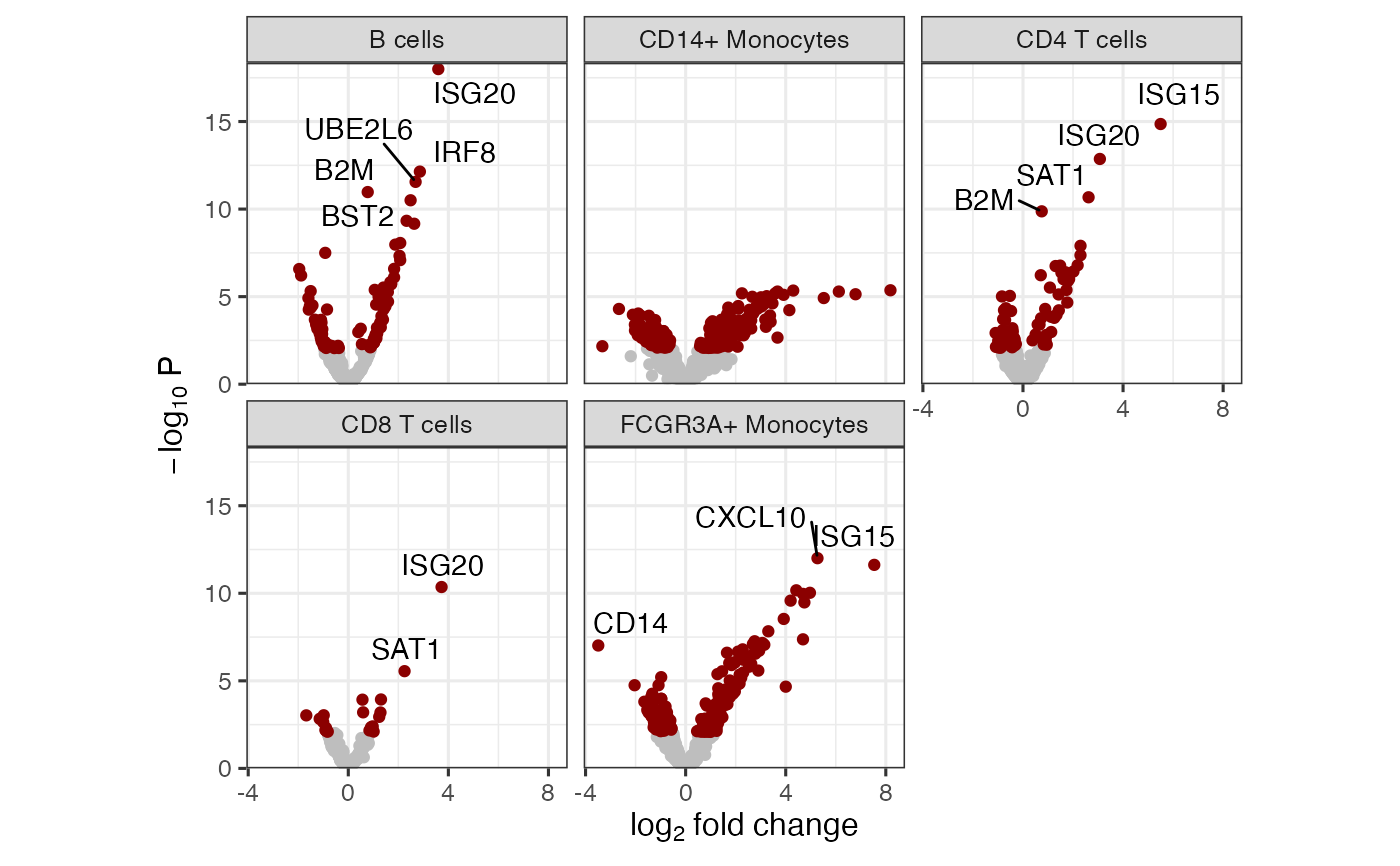 B cells
CD14+ Monocytes
CD4 T cells
ISG20
UBE2L6
IRF8
B2M
BST2
ISG15
ISG20
SAT1
B2M
15
10
5
0
-4 0 4 8
CD8 T cells
FCGR3A+ Monocytes
ISG20
SAT1
CXCL10
ISG15
CD14
15
10
5
0
-4 0 4 8
-4 0 4 8
−log10 P
log2 fold change